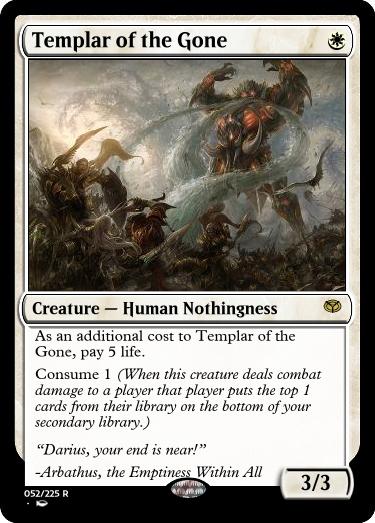 Templar of the Gone
Creature — Human Nothingness
As an additional cost to Templar of the
Gone, pay 5 life.
Consume 1 (When this creature deals combat
damage to a player that player puts the top 1
cards from their library on the bottom of your
secondary library.)
“Darius, your end is near!”
-Arbathus, the Emptiness Within All
3/3
052/225 R